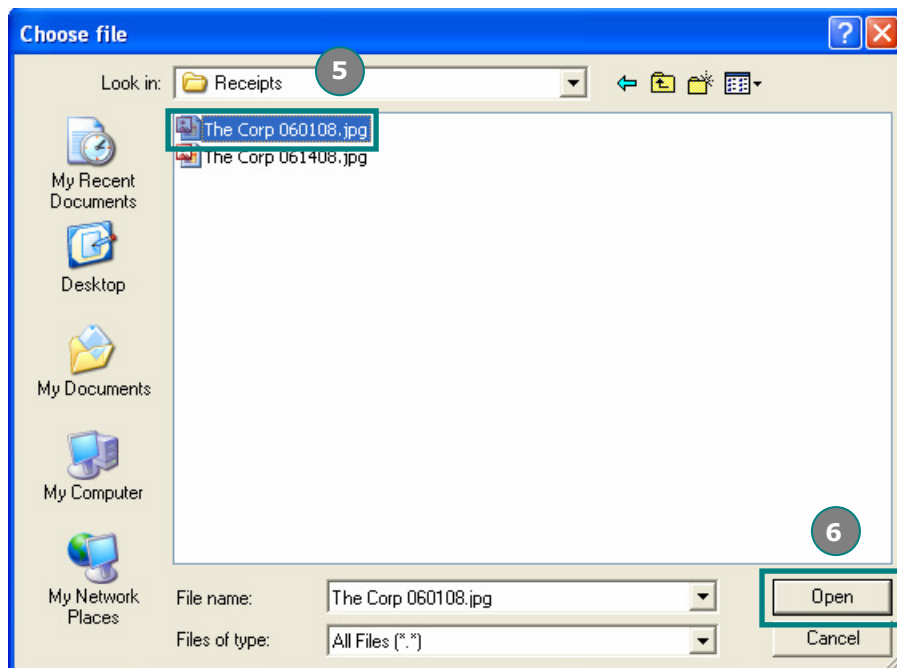 Choose file
Look in: Receipts
5
The Corp 060108.jpg
The Corp 061408.jpg
My Recent
Documents
Desktop
My Documents
My Computer
My Network
Places
6
File name: The Corp 060108.jpg Open
Files of type: All Files (*.*) Cancel